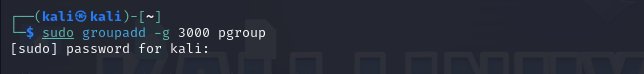 ┌──(kali㉿kali)-[~]
└─$ sudo groupadd -g 3000 pgroup
[sudo] password for kali: